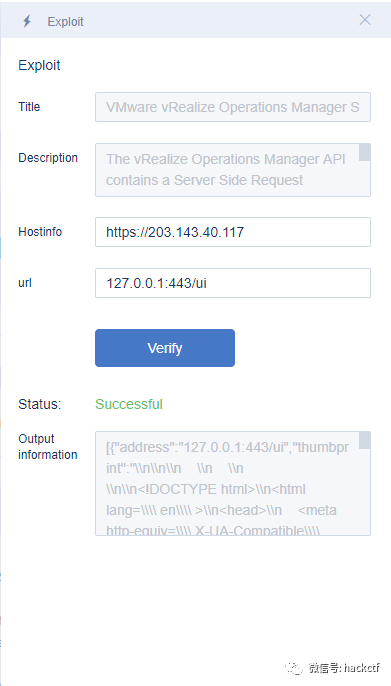 Exploit
Exploit
Title
VMware vRealize Operations Manager S
Description
The vRealize Operations Manager API
contains a Server Side Request
Hostinfo
https://203.143.40.117
url
127.0.0.1:443/ui
Verify
Status:
Successful
Output
information
[{"address":"127.0.0.1:443/ui","thumbpr
int":"\\n\\n\\n \\n \\n
\\n\\n<!DOCTYPE html>\\n<html
lang=\\\\ en\\\\ >\\n<head>\\n <meta
http-equiv=\\\\ X-UA-Compatible\\\\
微信号: hackctf